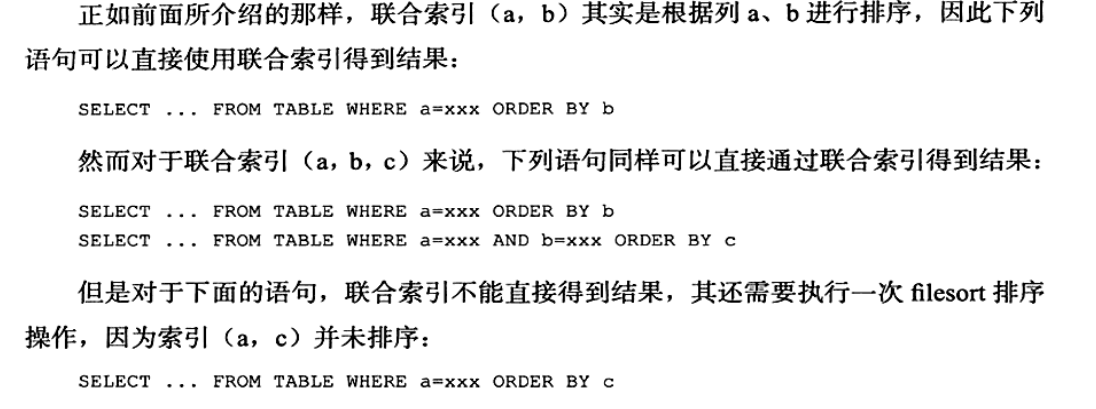 正如前面所介绍的那样，联合索引（a，b）其实是根据列 a、b 进行排序，因此下列
语句可以直接使用联合索引得到结果：
SELECT ... FROM TABLE WHERE a=xxx ORDER BY b
然而对于联合索引（a，b，c）来说，下列语句同样可以直接通过联合索引得到结果：
SELECT ... FROM TABLE WHERE a=xxx ORDER BY b
SELECT ... FROM TABLE WHERE a=xxx AND b=xxx ORDER BY c
但是对于下面的语句，联合索引不能直接得到结果，其还需要执行一次 filesort 排序
操作，因为索引（a，c）并未排序：
SELECT ... FROM TABLE WHERE a=xxx ORDER BY c